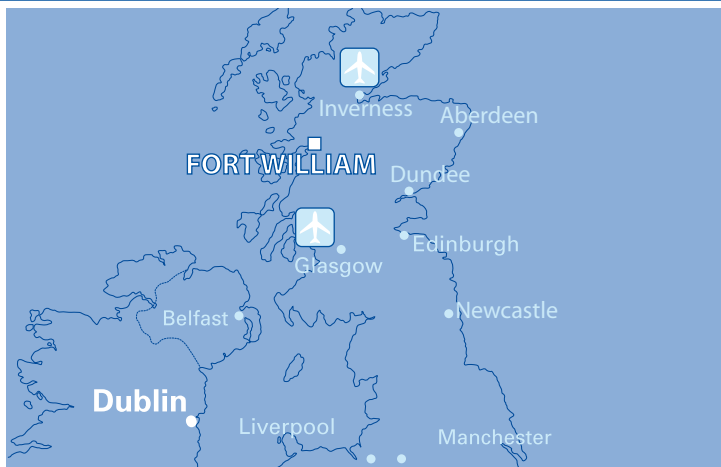 Inverness
Aberdeen
FORT WILLIAM
Dundee
Edinburgh
Glasgow
Newcastle
Belfast
Dublin
Liverpool
Manchester